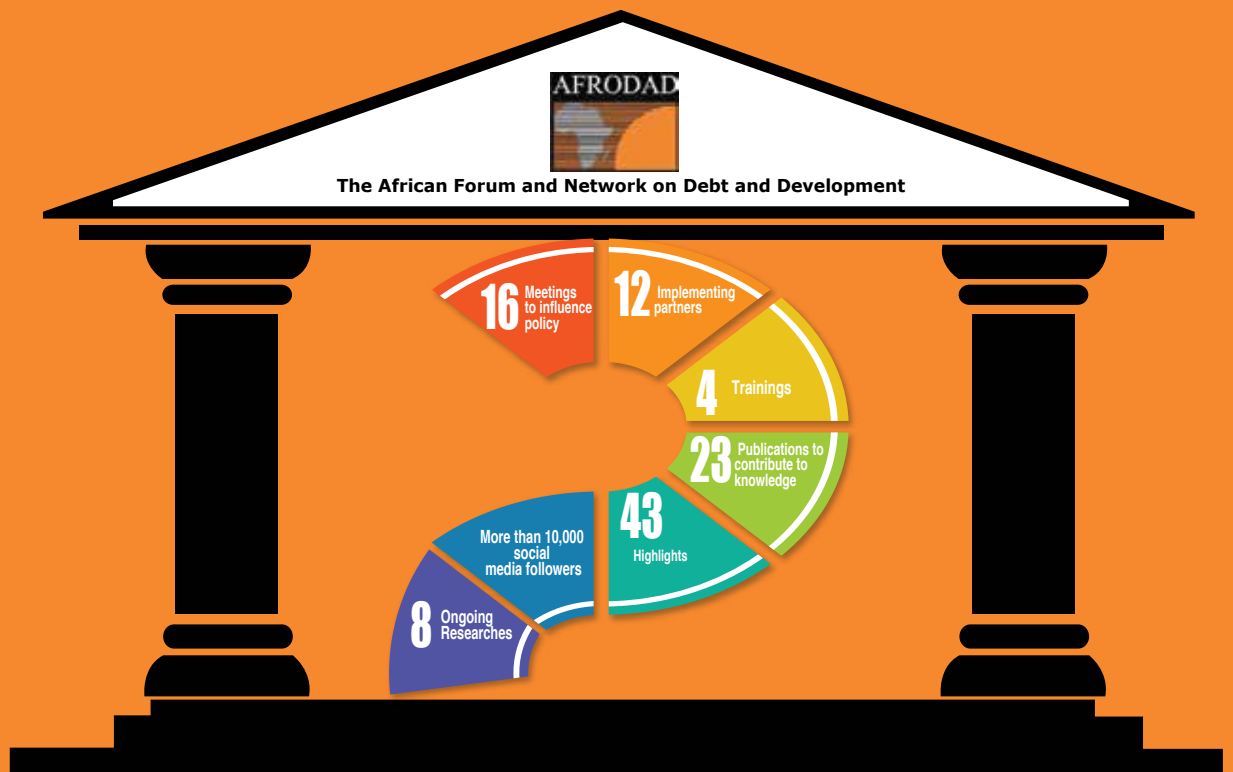 AFRODAD
The African Forum and Network on Debt and Development
16 Meetings
to influence
policy
12 Implementing
partners
4 Trainings
23 Publications to
contribute to
knowledge
43
Highlights
More than 10,000
social
media followers
8 Ongoing
Researches